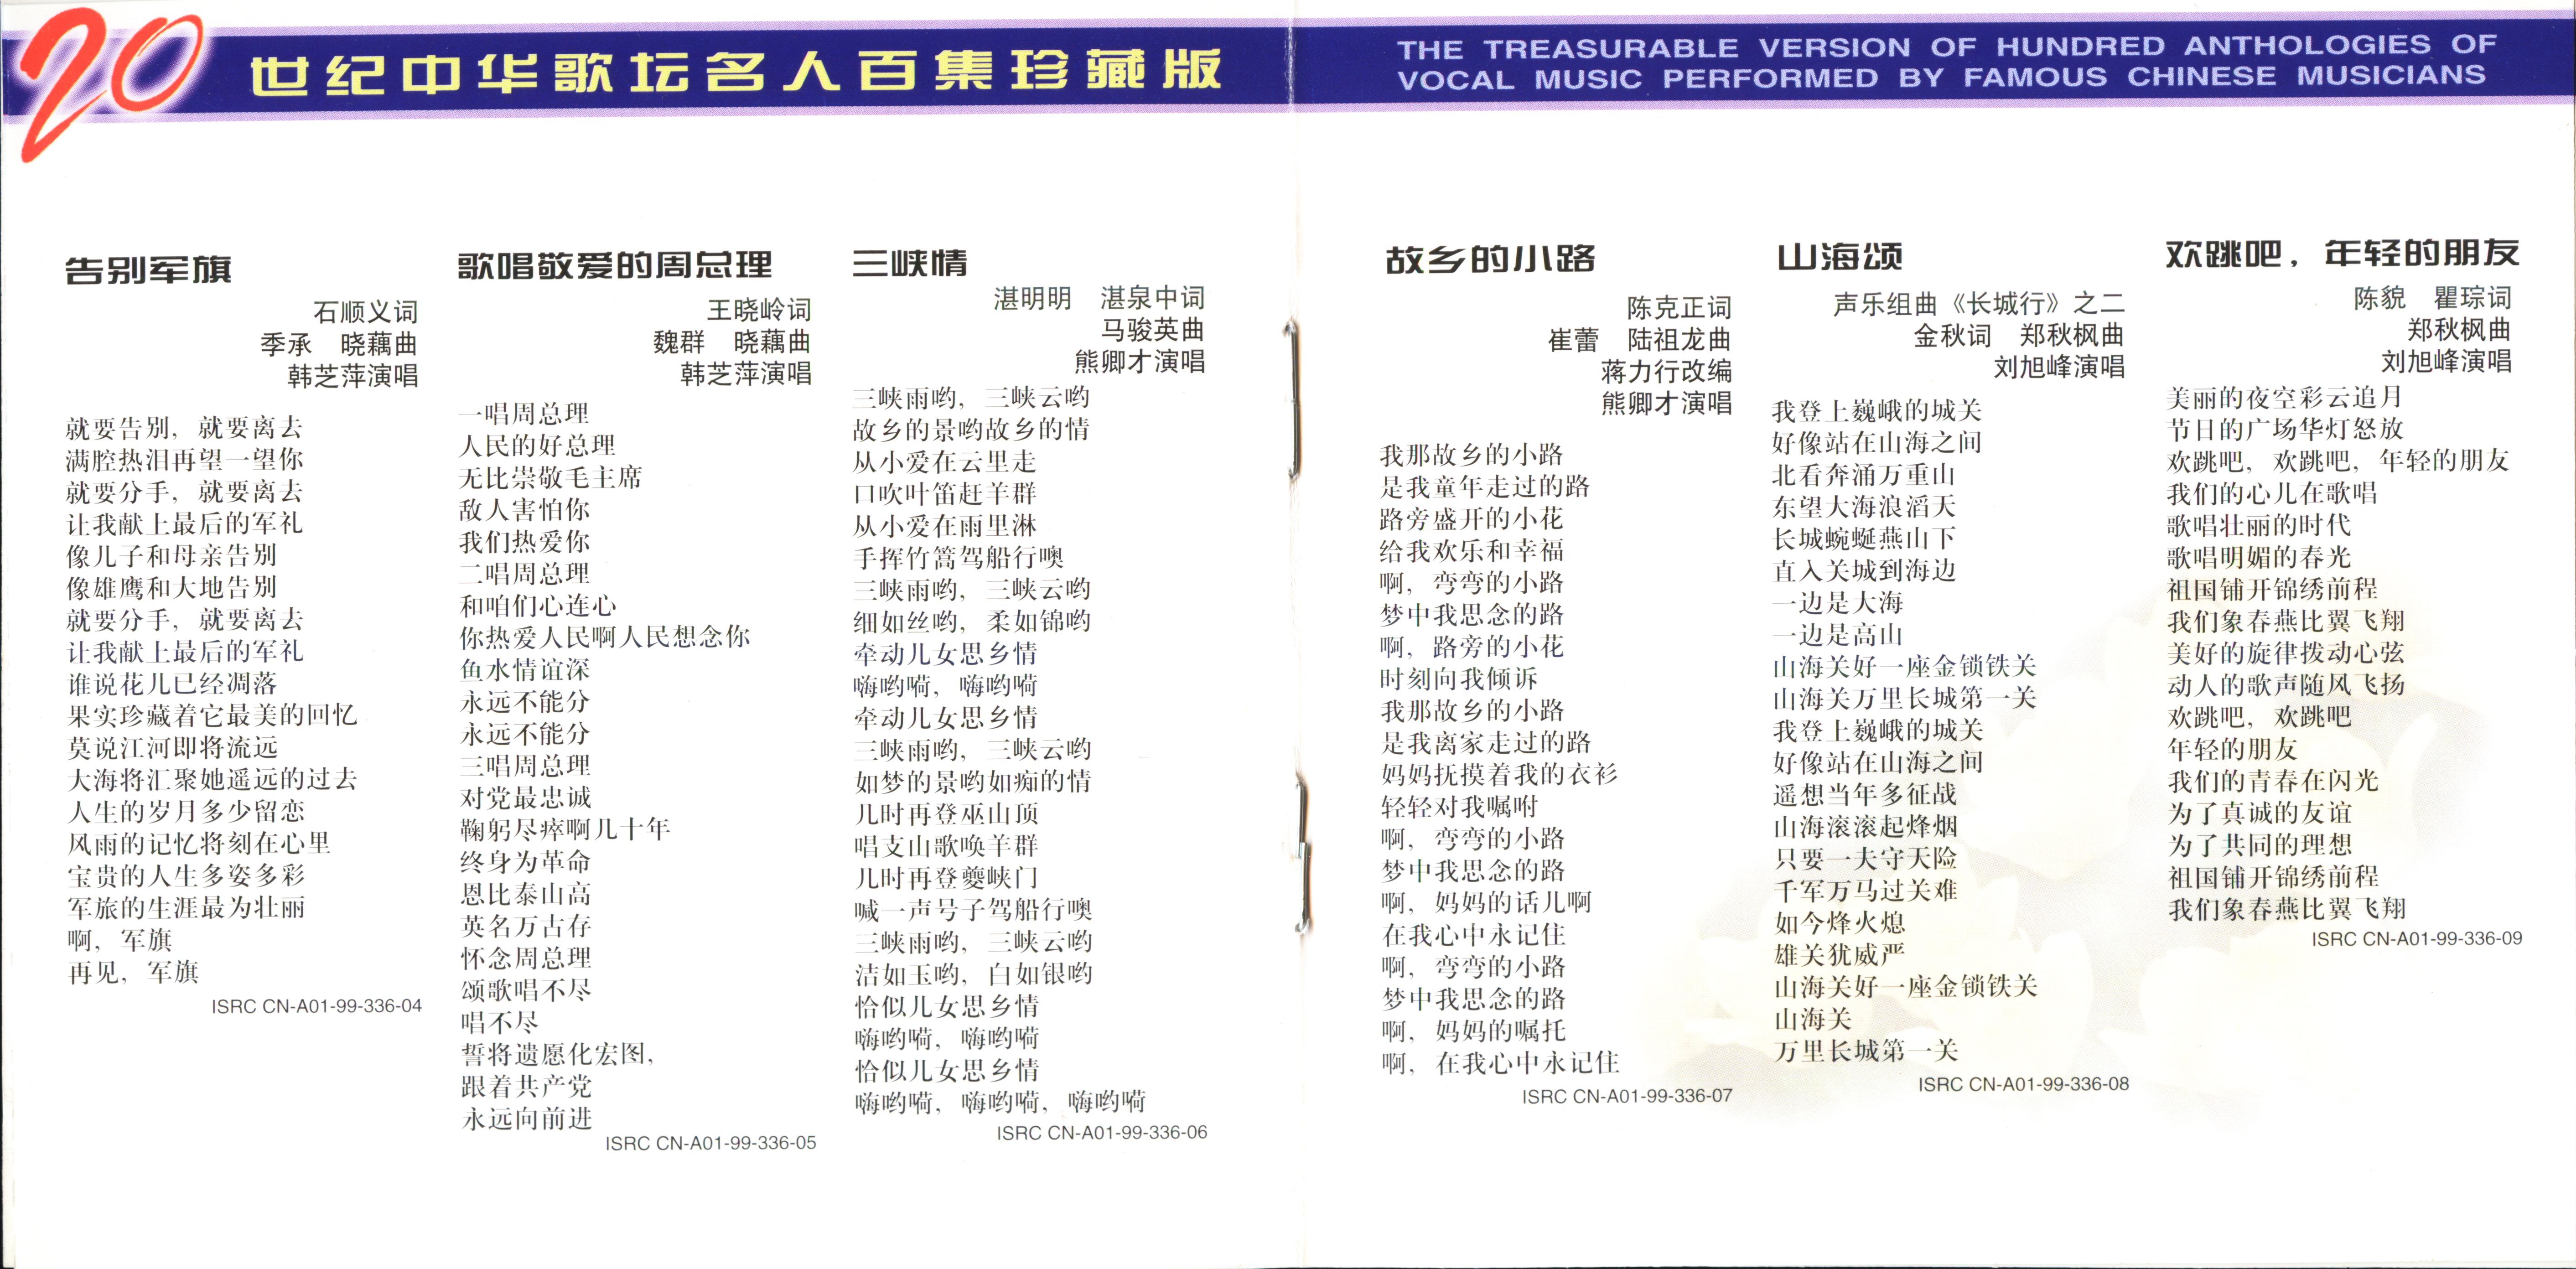 20世纪中华歌坛名人百集珍藏版
THE TREASURABLE VERSION OF HUNDRED ANTHOLOGIES OF
VOCAL MUSIC PERFORMED BY FAMOUS CHINESE MUSICIANS
告别军旗
石顺义词
季承 晓藕曲
韩芝萍演唱
就要告别，就要离去
满腔热泪再望一望你
就要分手，就要离去
让我献上最后的军礼
像儿子和母亲告别
像雄鹰和大地告别
就要分手，就要离去
让我献上最后的军礼
谁说花儿已经凋落
果实珍藏着它最美的回忆
莫说江河即将流远
大海将汇聚她遥远的过去
人生的岁月多少留恋
风雨的记忆将刻在心里
宝贵的人生多姿多彩
军旅的生涯最为壮丽
啊，军旗
再见，军旗
ISRC CN-A01-99-336-04
歌唱敬爱的周总理
王晓岭词
魏群 晓藕曲
韩芝萍演唱
一唱周总理
人民的好总理
无比崇敬毛主席
敌人害怕你
我们热爱你
二唱周总理
和咱们心连心
你热爱人民啊人民想念你
鱼水情谊深
永远不能分
永远不能分
三唱周总理
对党最忠诚
鞠躬尽瘁啊几十年
终身为革命
恩比泰山高
英名万古存
怀念周总理
颂歌唱不尽
唱不尽
誓将遗愿化宏图，
跟着共产党
永远向前进
ISRC CN-A01-99-336-05
三峡情
湛明明 湛泉中词
马骏英曲
熊卿才演唱
三峡雨哟，三峡云哟
故乡的景哟故乡的情
从小爱在云里走
口吹叶笛赶羊群
从小爱在雨里淋
手挥竹篙驾船行噢
三峡雨哟，三峡云哟
细如丝哟，柔如锦哟
牵动儿女思乡情
嗨哟嗬，嗨哟嗬
牵动儿女思乡情
三峡雨哟，三峡云哟
如梦的景哟如痴的情
儿时再登巫山顶
唱支山歌唤羊群
儿时再登夔峡门
喊一声号子驾船行噢
三峡雨哟，三峡云哟
洁如玉哟，白如银哟
恰似儿女思乡情
嗨哟嗬，嗨哟嗬
恰似儿女思乡情
嗨哟嗬，嗨哟嗬，嗨哟嗬
ISRC CN-A01-99-336-06
故乡的小路
陈克正词
崔蕾 陆祖龙曲
蒋力行改编
熊卿才演唱
我那故乡的小路
是我童年走过的路
路旁盛开的小花
给我欢乐和幸福
啊，弯弯的小路
梦中我思念的路
啊，路旁的小花
时刻向我倾诉
我那故乡的小路
是我离家走过的路
妈妈抚摸着我的衣衫
轻轻对我嘱咐
啊，弯弯的小路
梦中我思念的路
啊，妈妈的话儿啊
在我心中永记住
啊，弯弯的小路
梦中我思念的路
啊，妈妈的嘱托
啊，在我心中永记住
ISRC CN-A01-99-336-07
山海颂
声乐组曲《长城行》之二
金秋词 郑秋枫曲
刘旭峰演唱
我登上巍峨的城关
好像站在山海之间
北看奔涌万重山
东望大海浪滔天
长城蜿蜒燕山下
直入关城到海边
一边是大海
一边是高山
山海关好一座金锁铁关
山海关万里长城第一关
我登上巍峨的城关
好像站在山海之间
遥想当年多征战
山海滚滚起烽烟
只要一夫守天险
千军万马过关难
如今烽火熄
雄关犹威严
山海关好一座金锁铁关
山海关
万里长城第一关
ISRC CN-A01-99-336-08
欢跳吧，年轻的朋友
陈貌 瞿琮词
郑秋枫曲
刘旭峰演唱
美丽的夜空彩云追月
节日的广场华灯怒放
欢跳吧，欢跳吧，年轻的朋友
我们的心儿在歌唱
歌唱壮丽的时代
歌唱明媚的春光
祖国铺开锦绣前程
我们象春燕比翼飞翔
美好的旋律拨动心弦
动人的歌声随风飞扬
欢跳吧，欢跳吧
年轻的朋友
我们的青春在闪光
为了真诚的友谊
为了共同的理想
祖国铺开锦绣前程
我们象春燕比翼飞翔
ISRC CN-A01-99-336-09